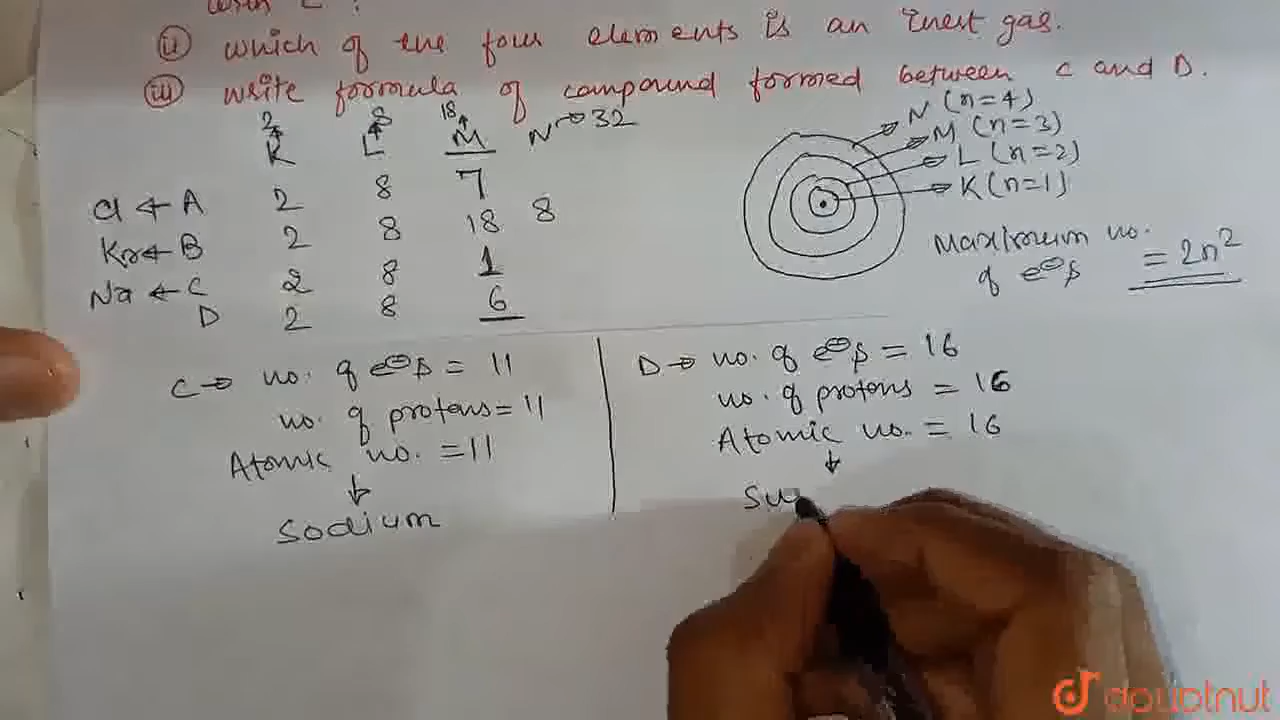 ii which of the four elements is an inert gas.
iii write formula of compound formed between C and D.
2 8 18 N → 32
K L M
Cl ← A 2 8 7
Kr ← B 2 8 18 8
Na ← C 2 8 1
D 2 8 6
N (n=4)
M (n=3)
L (n=2)
K (n=1)
Maximum no.
of e⊖s = 2n²
C → no. of e⊖s = 11
no. of protons = 11
Atomic no. = 11
↓
Sodium
D → no. of e⊖s = 16
no. of protons = 16
Atomic no. = 16
↓
Su
doubtnut